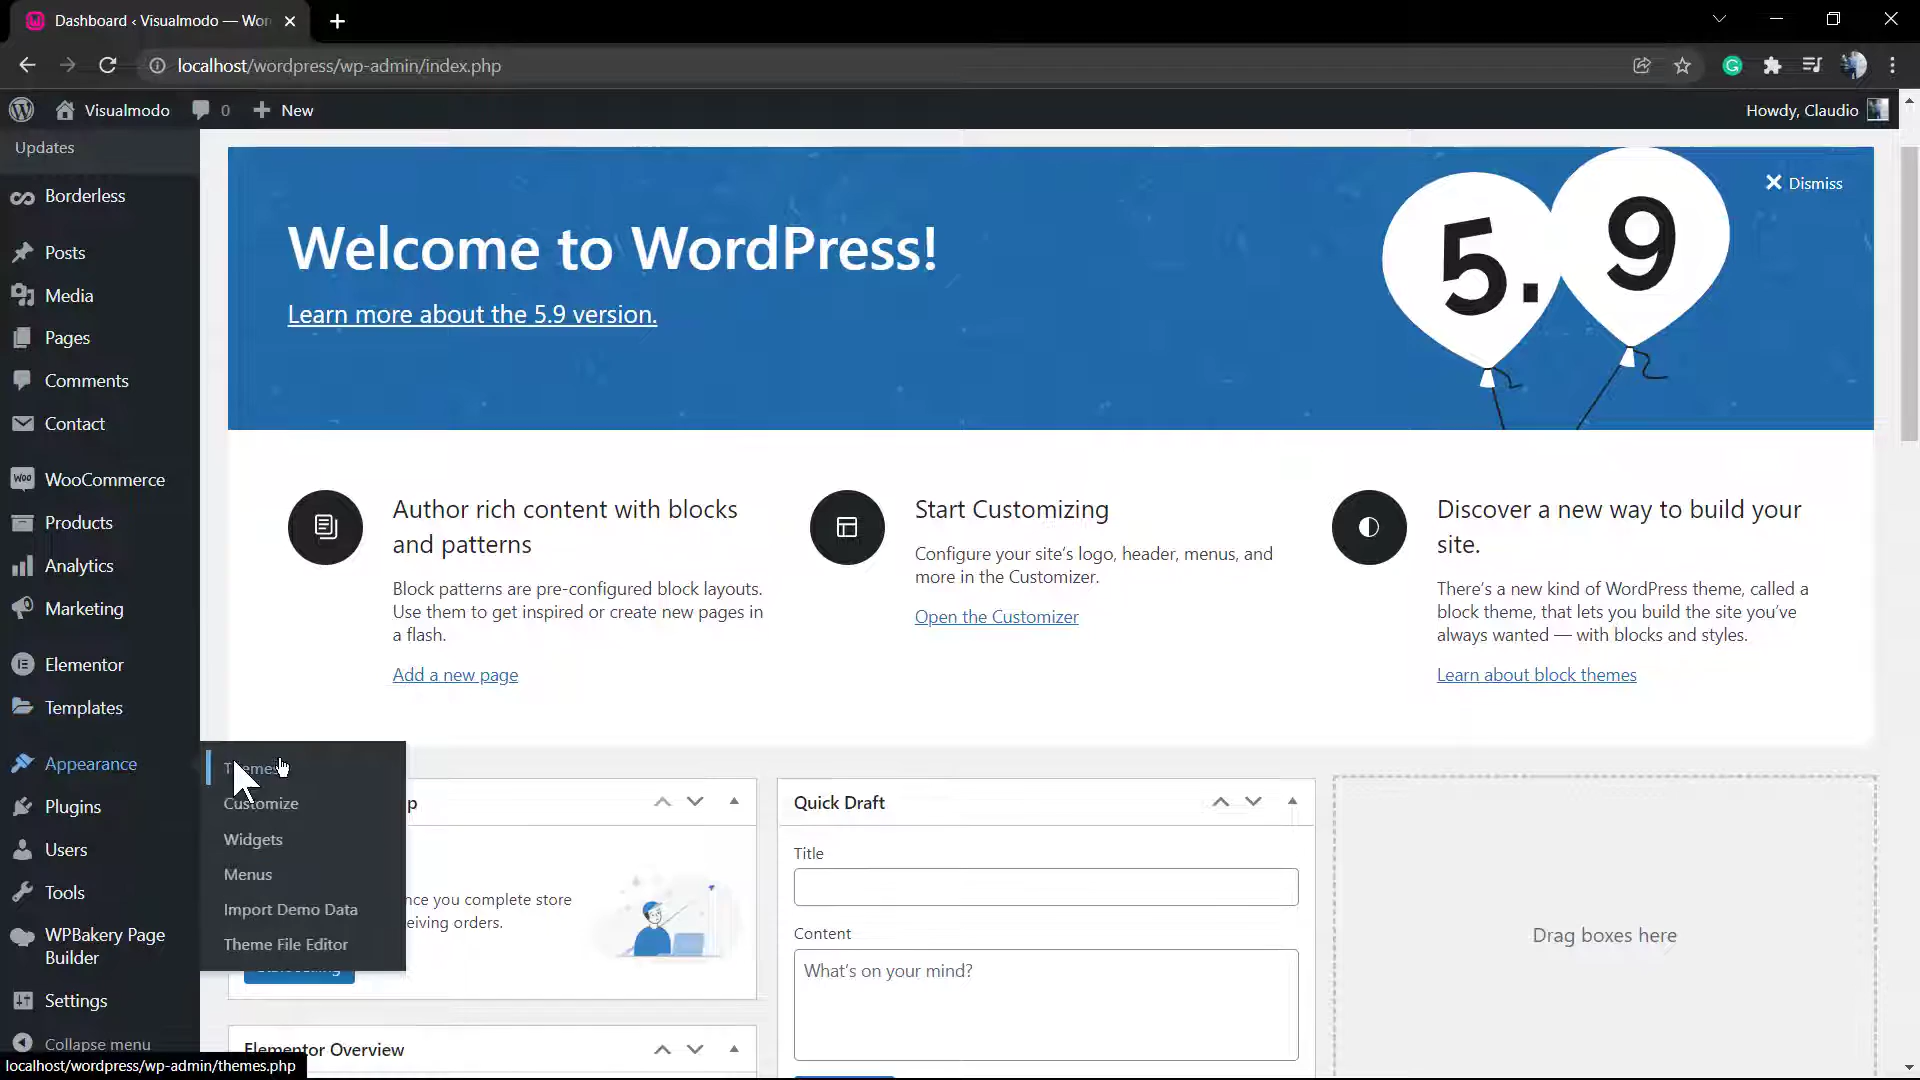 Dashboard ‹ Visualmodo — Wor
localhost/wordpress/wp-admin/index.php
Visualmodo
0
New
Howdy, Claudio
Updates
Borderless
Posts
Media
Pages
Comments
Contact
Woo
WooCommerce
Products
Analytics
Marketing
Elementor
Templates
Appearance
Plugins
Users
Tools
WPBakery Page
Builder
Settings
Collapse menu
Themes
Customize
Widgets
Menus
Import Demo Data
Theme File Editor
Welcome to WordPress!
Learn more about the 5.9 version.
5.9
Dismiss
Author rich content with blocks
and patterns
Block patterns are pre-configured block layouts.
Use them to get inspired or create new pages in
a flash.
Add a new page
Start Customizing
Configure your site's logo, header, menus, and
more in the Customizer.
Open the Customizer
Discover a new way to build your
site.
There's a new kind of WordPress theme, called a
block theme, that lets you build the site you've
always wanted — with blocks and styles.
Learn about block themes
p
nce you complete store
eiving orders.
Elementor Overview
Quick Draft
Title
Content
What's on your mind?
Drag boxes here
localhost/wordpress/wp-admin/themes.php